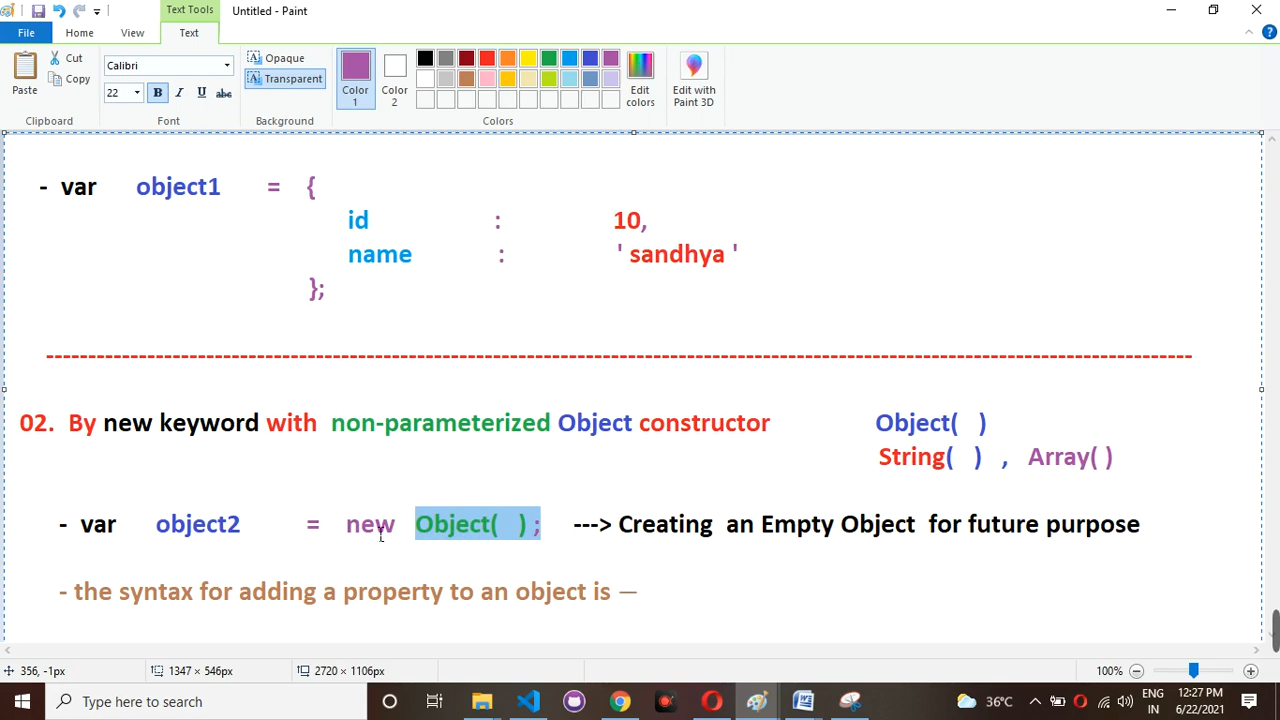 Text Tools
Untitled - Paint
File
Home
View
Text
Paste
Cut
Copy
Clipboard
Calibri
22
B I U abc
Font
Opaque
Transparent
Background
Color 1
Color 2
Edit colors
Colors
Edit with Paint 3D
- var object1 = {
id : 10,
name : ' sandhya '
};
--------------------------------------------------------------------------------
02. By new keyword with non-parameterized Object constructor Object( )
String( ) , Array( )
- var object2 = new Object( ) ; ---> Creating an Empty Object for future purpose
- the syntax for adding a property to an object is —
356, -1px
1347 × 546px
2720 × 1106px
100%
Type here to search
36°C
ENG
IN
12:27 PM
6/22/2021